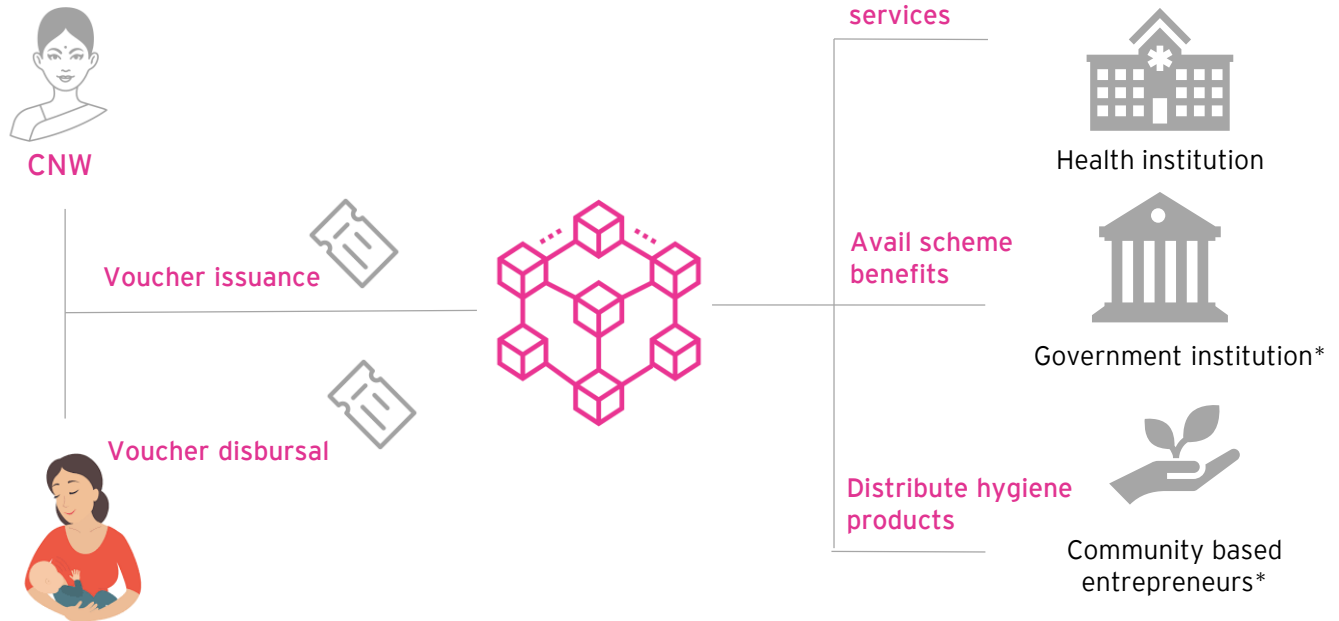 services
CNW
Health institution
Voucher issuance
Avail scheme
benefits
Government institution*
Voucher disbursal
Distribute hygiene
products
Community based
entrepreneurs*